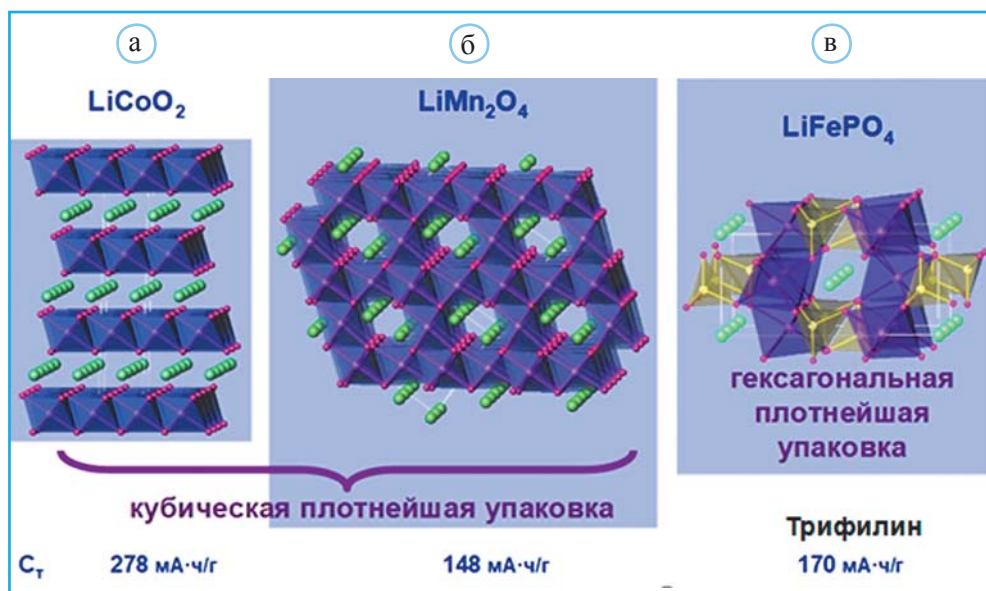 а б в
LiCoO₂ LiMn₂O₄ LiFePO₄
гексагональная
плотнейшая
упаковка
кубическая плотнейшая упаковка
Трифилин
Cт 278 мА·ч/г 148 мА·ч/г 170 мА·ч/г